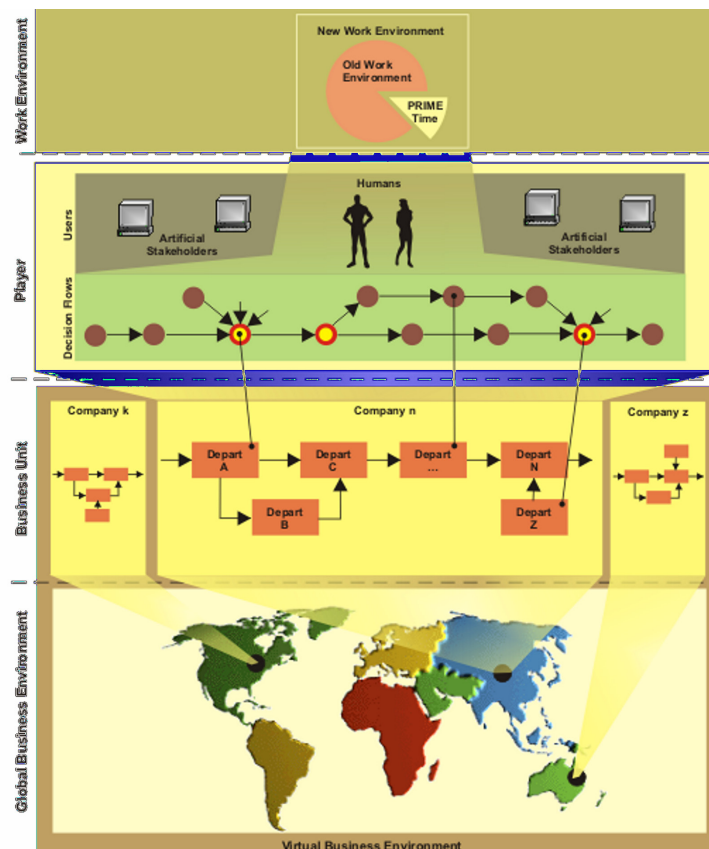 Work Environment
New Work Environment
Old Work
Environment
PRIME
Time
Player
Users
Humans
Artificial
Stakeholders
Artificial
Stakeholders
Decision Flows
Business Unit
Company k
Company n
Company z
Depart
A
Depart
C
Depart
...
Depart
N
Depart
B
Depart
Z
Global Business Environment
Virtual Business Environment